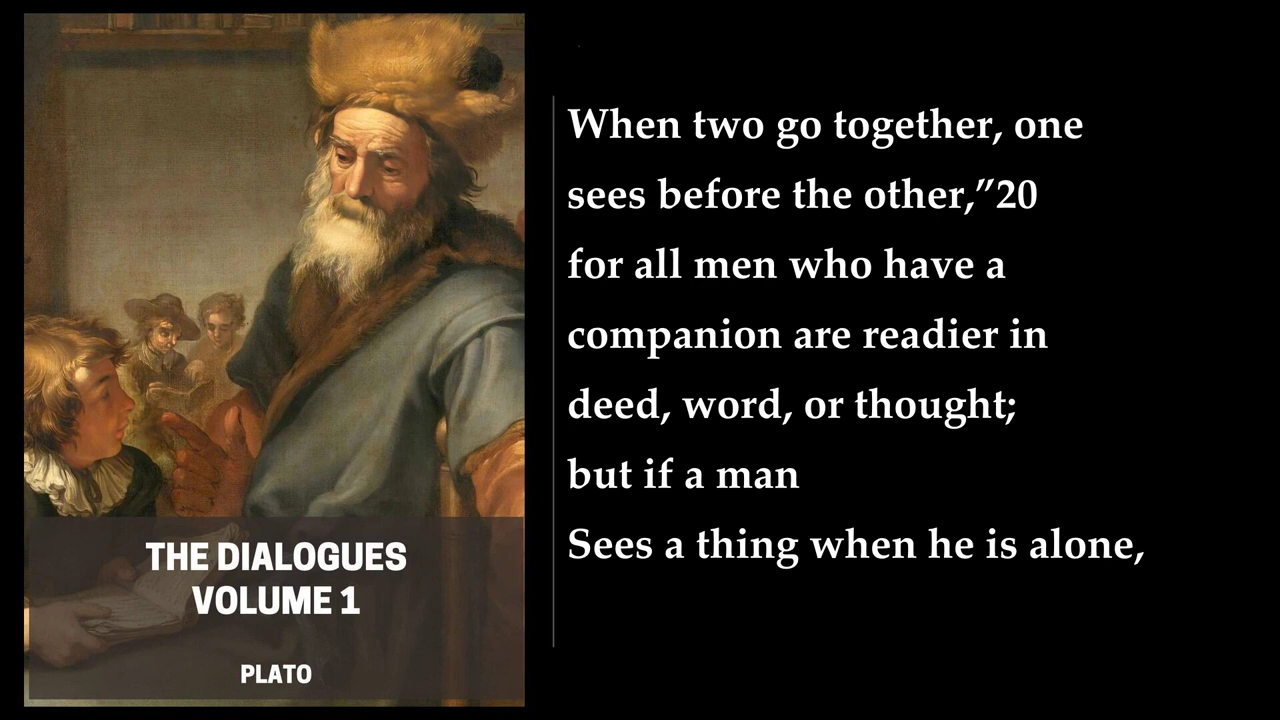 THE DIALOGUES
VOLUME 1
PLATO
When two go together, one
sees before the other,”20
for all men who have a
companion are readier in
deed, word, or thought;
but if a man
Sees a thing when he is alone,